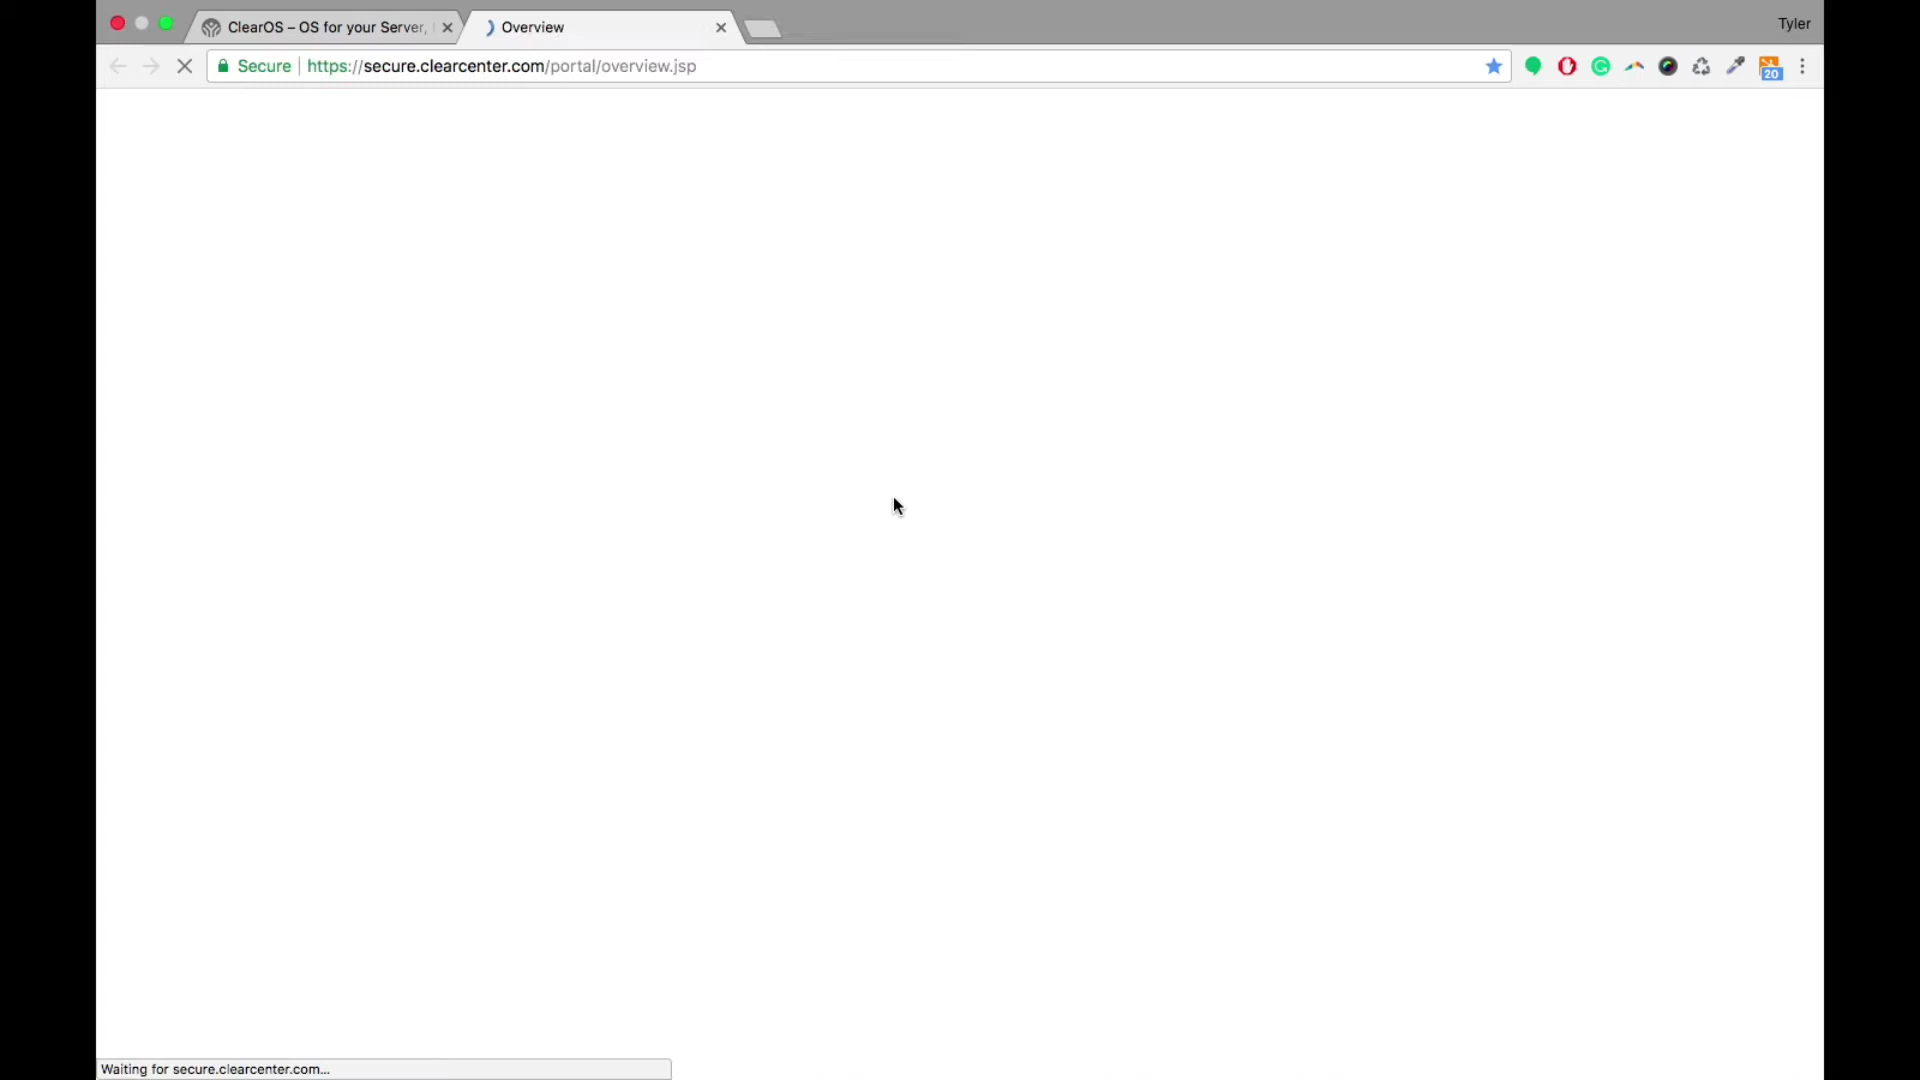 ClearOS – OS for your Server,
Overview
Tyler
Secure
https://secure.clearcenter.com/portal/overview.jsp
20
Waiting for secure.clearcenter.com...